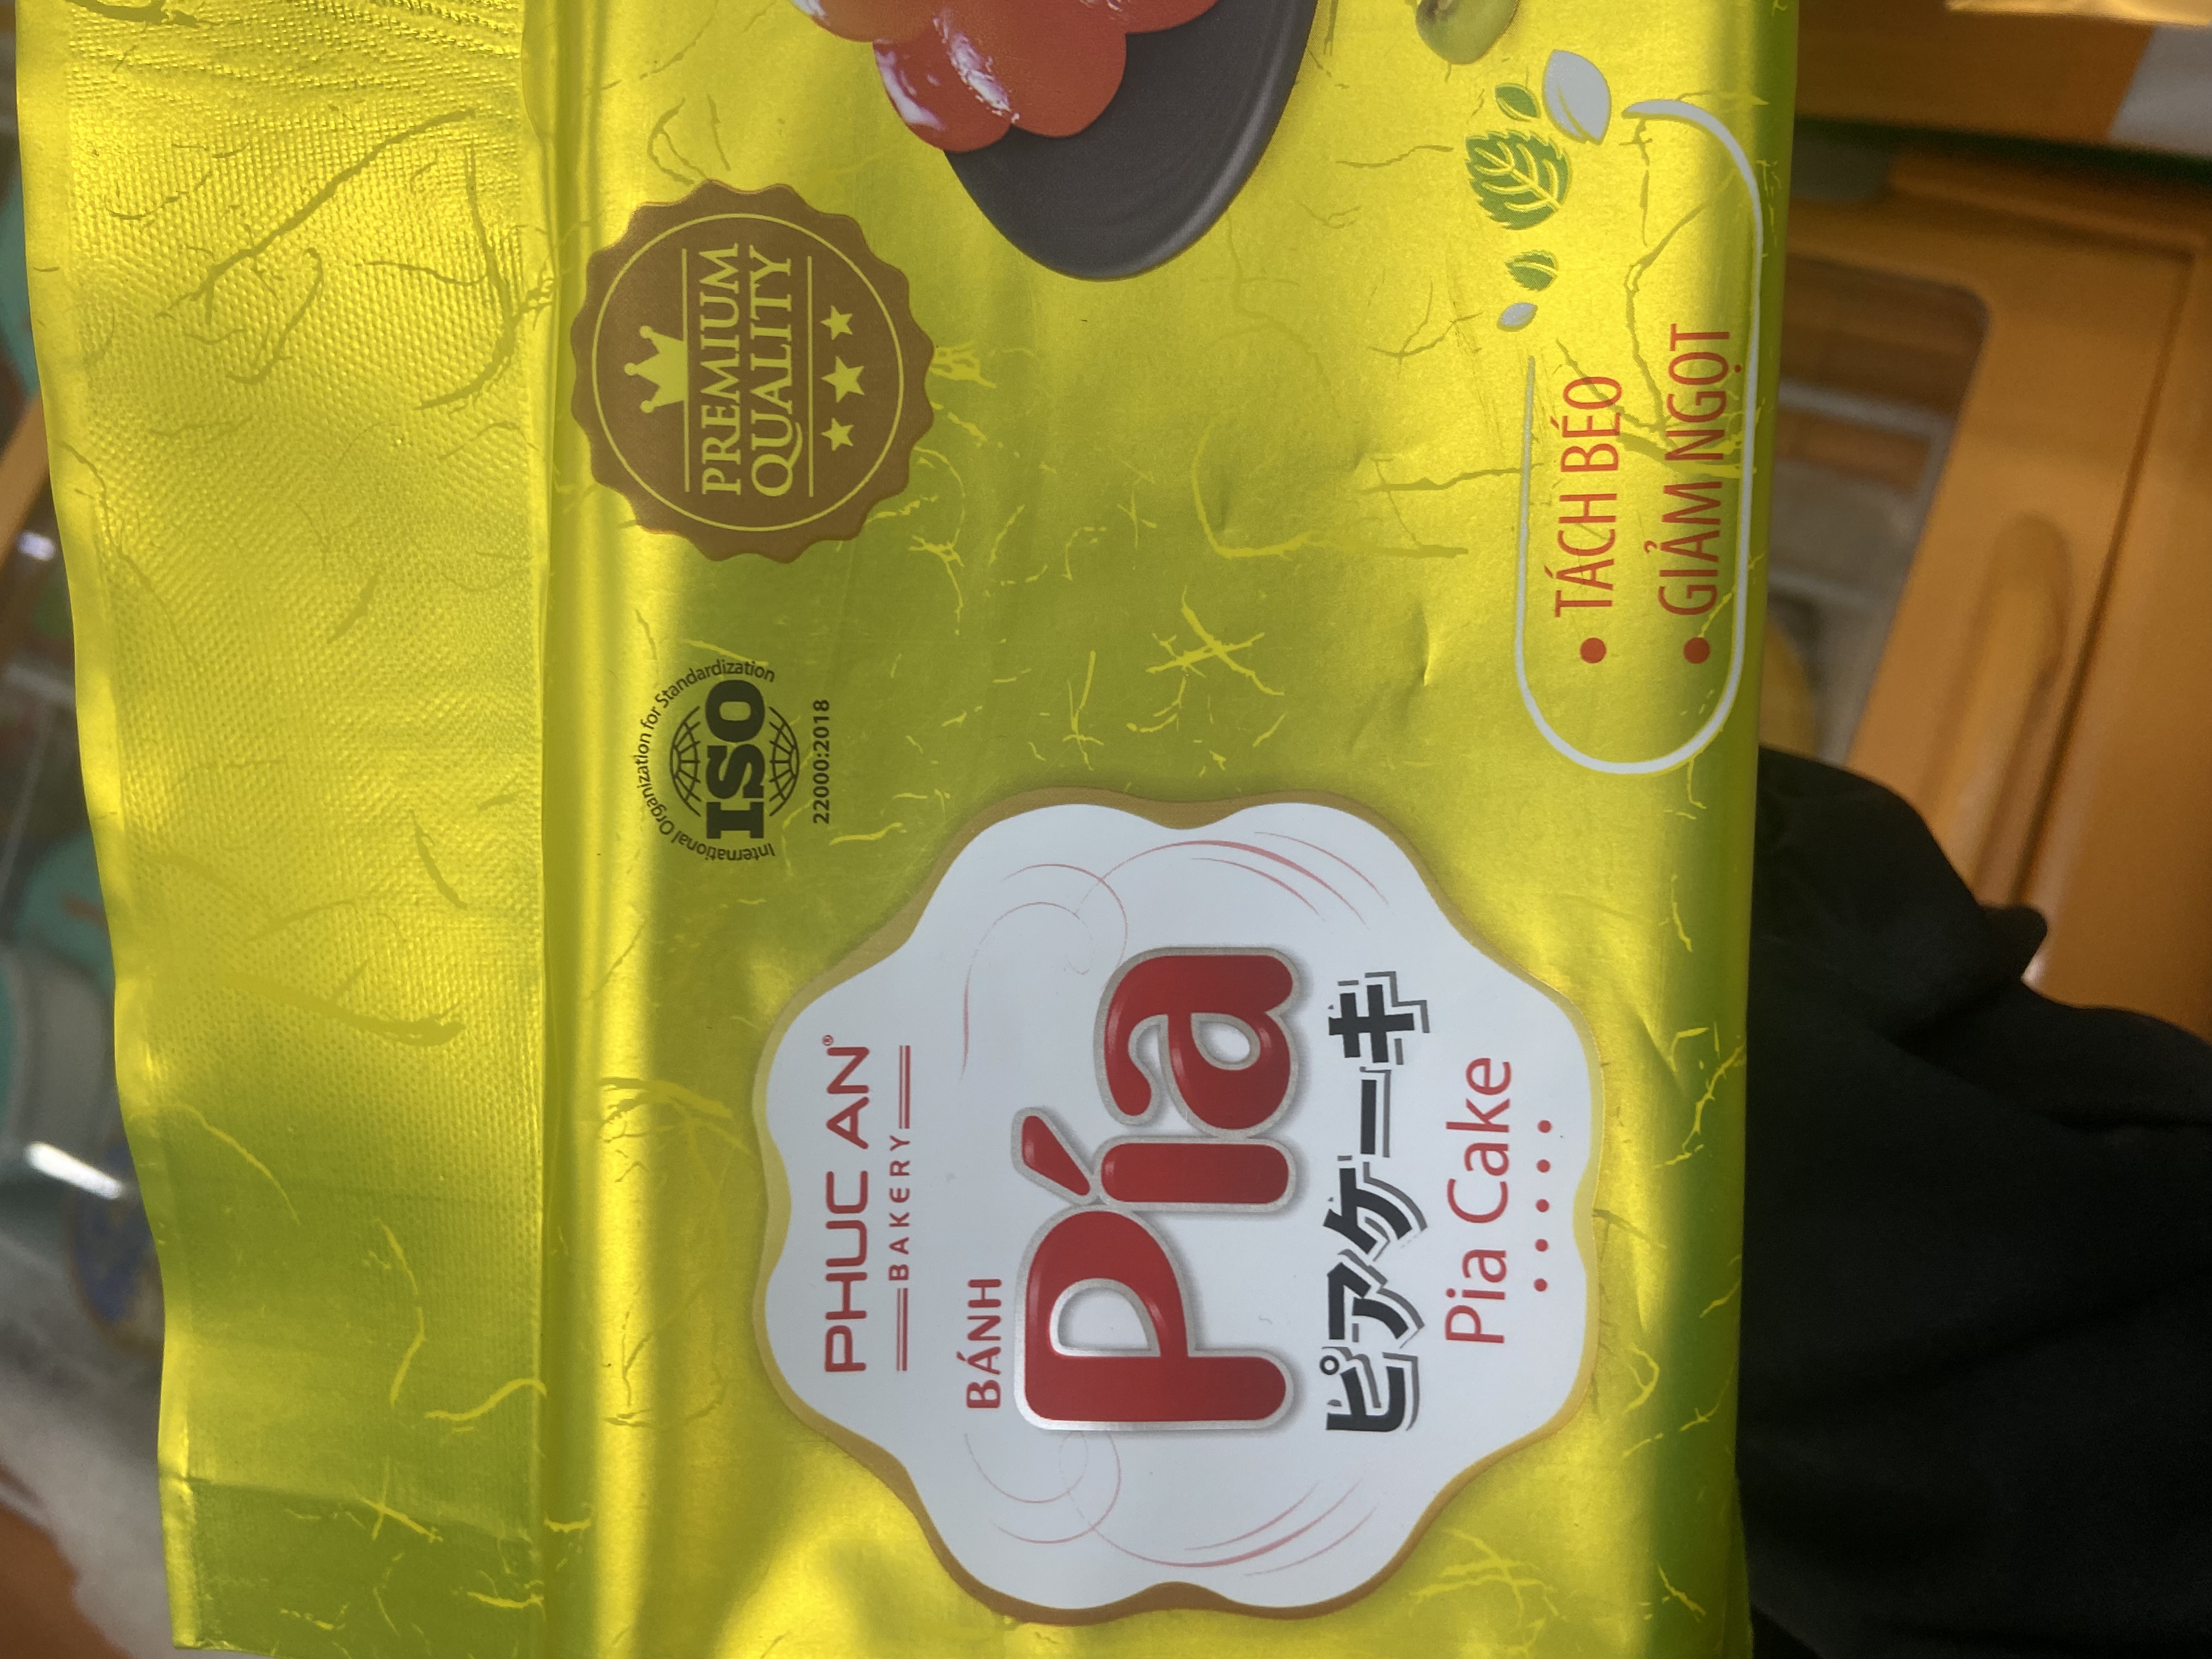 International Organization for Standardization
ISO
22000:2018
PREMIUM
QUALITY
PHUC AN®
BAKERY
BÁNH
Pía
ピアケーキ
Pia Cake
• TÁCH BÉO
• GIẢM NGỌT